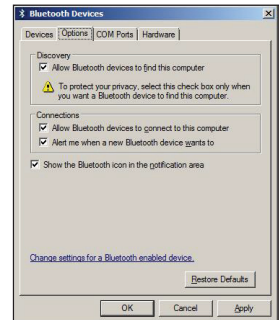 Bluetooth Devices
Devices Options COM Ports Hardware
Discovery
Allow Bluetooth devices to find this computer
To protect your privacy, select this check box only when
you want a Bluetooth device to find this computer.
Connections
Allow Bluetooth devices to connect to this computer
Alert me when a new Bluetooth device wants to
Show the Bluetooth icon in the notification area
Change settings for a Bluetooth enabled device.
Restore Defaults
OK Cancel Apply